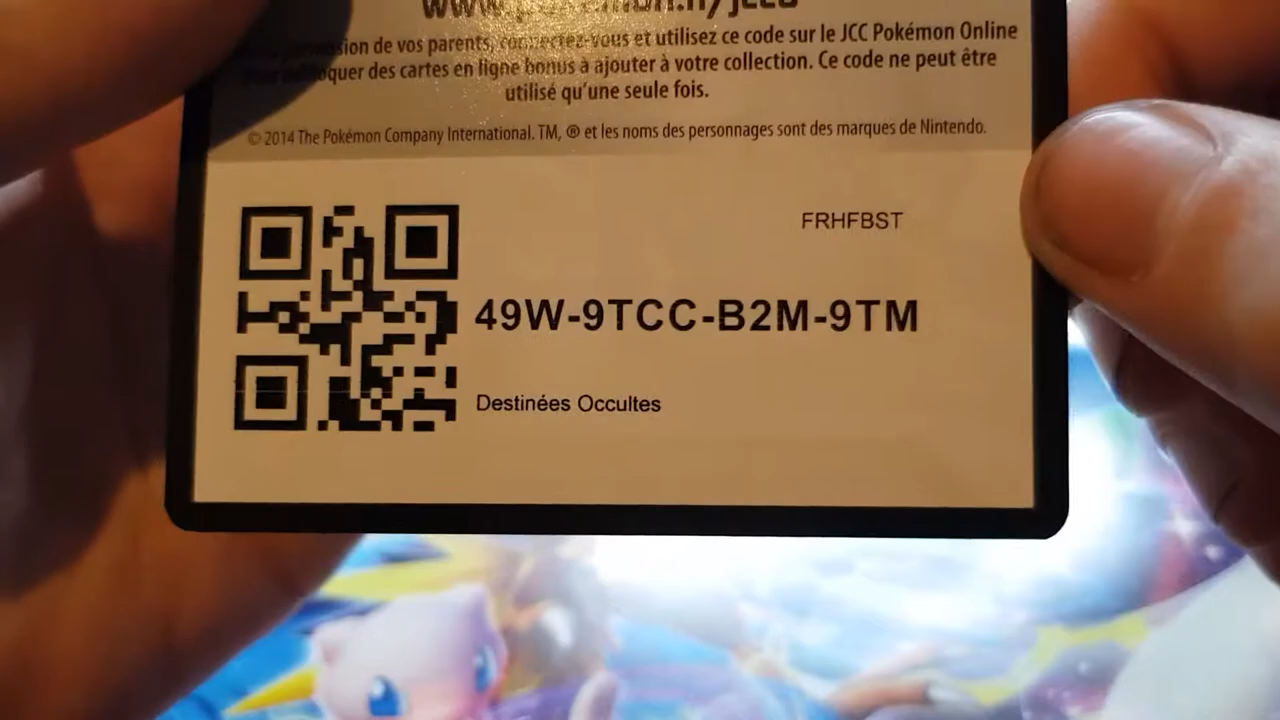 de vos parents, connectez-vous et utilisez ce code sur le JCC Pokémon Online
des cartes en ligne bonus à ajouter à votre collection. Ce code ne peut être
utilisé qu'une seule fois.
© 2014 The Pokémon Company International. TM, ® et les noms des personnages sont des marques de Nintendo.
FRHFBST
49W-9TCC-B2M-9TM
Destinées Occultes